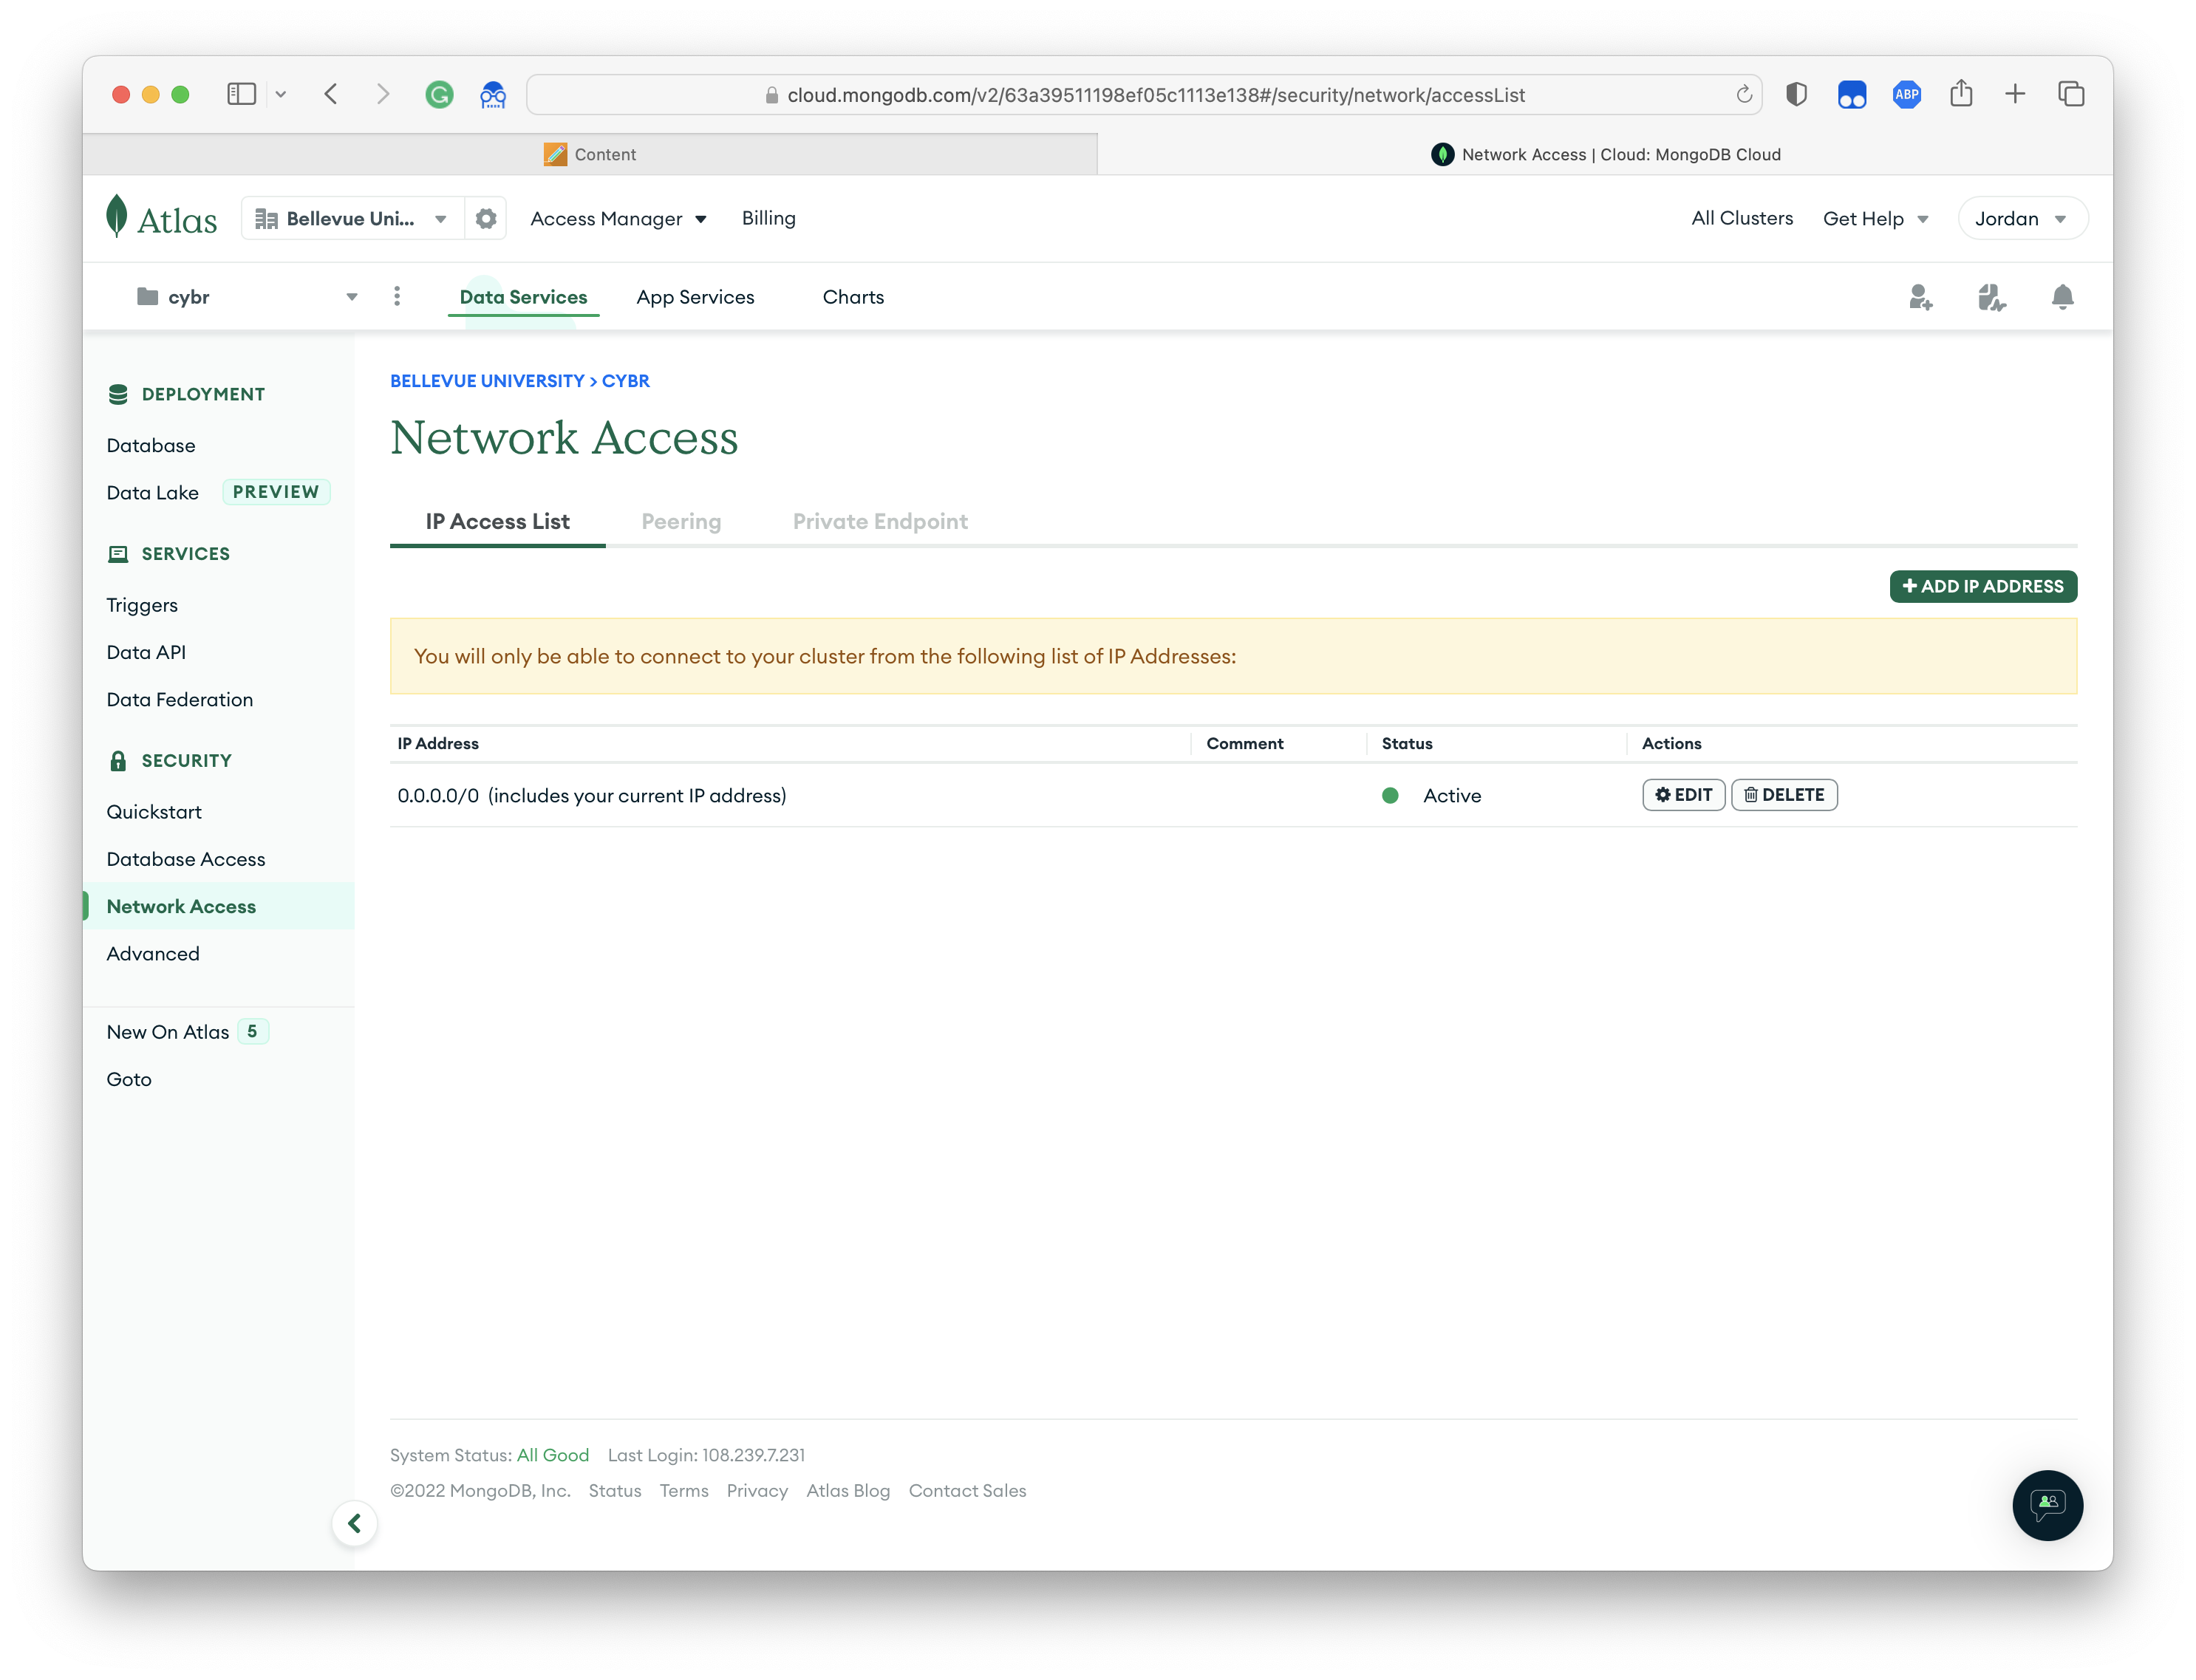 cloud.mongodb.com/v2/63a39511198ef05c1113e138#/security/network/accessList
ABP
Content
Network Access | Cloud: MongoDB Cloud
Atlas
Bellevue Uni...
Access Manager
Billing
All Clusters
Get Help
Jordan
cybr
Data Services
App Services
Charts
DEPLOYMENT
Database
Data Lake PREVIEW
SERVICES
Triggers
Data API
Data Federation
SECURITY
Quickstart
Database Access
Network Access
Advanced
New On Atlas 5
Goto
BELLEVUE UNIVERSITY > CYBR
Network Access
IP Access List
Peering
Private Endpoint
+ ADD IP ADDRESS
You will only be able to connect to your cluster from the following list of IP Addresses:
IP Address Comment Status Actions
0.0.0.0/0 (includes your current IP address) Active EDIT DELETE
System Status: All Good Last Login: 108.239.7.231
©2022 MongoDB, Inc. Status Terms Privacy Atlas Blog Contact Sales